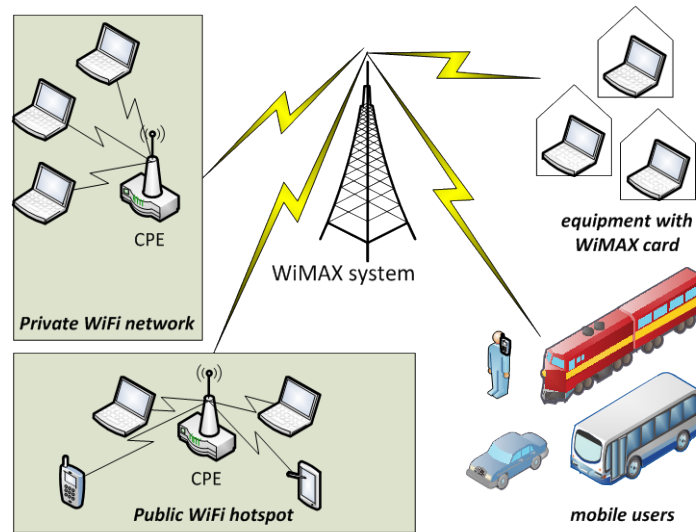 CPE
WiMAX system
equipment with
WiMAX card
Private WiFi network
CPE
Public WiFi hotspot
mobile users